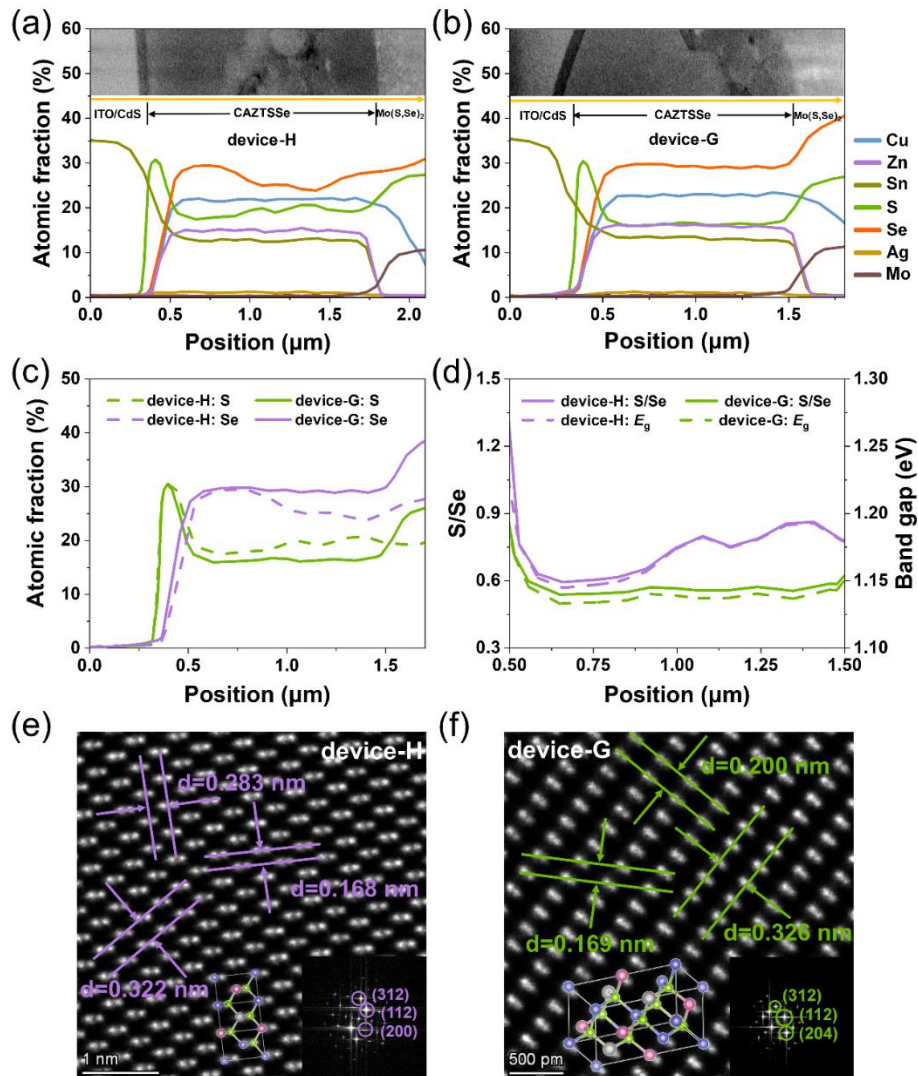 (a)
60
50
40
30
20
10
0
Atomic fraction (%)
ITO/CdS
CAZTSSe
Mo(S,Se)2
device-H
0.0 0.5 1.0 1.5 2.0
Position (μm)
(b)
60
50
40
30
20
10
0
Atomic fraction (%)
ITO/CdS
CAZTSSe
Mo(S,Se)2
device-G
0.0 0.5 1.0 1.5
Position (μm)
Cu
Zn
Sn
S
Se
Ag
Mo
(c)
50
40
30
20
10
0
Atomic fraction (%)
device-H: S device-G: S
device-H: Se device-G: Se
0.0 0.5 1.0 1.5
Position (μm)
(d)
1.5
1.2
0.9
0.6
0.3
S/Se
device-H: S/Se device-G: S/Se
device-H: Eg device-G: Eg
1.30
1.25
1.20
1.15
1.10
Band gap (eV)
0.50 0.75 1.00 1.25 1.50
Position (μm)
(e)
device-H
d=0.283 nm
d=0.168 nm
d=0.322 nm
(312)
(112)
(200)
1 nm
(f)
device-G
d=0.200 nm
d=0.169 nm
d=0.326 nm
(312)
(112)
(204)
500 pm